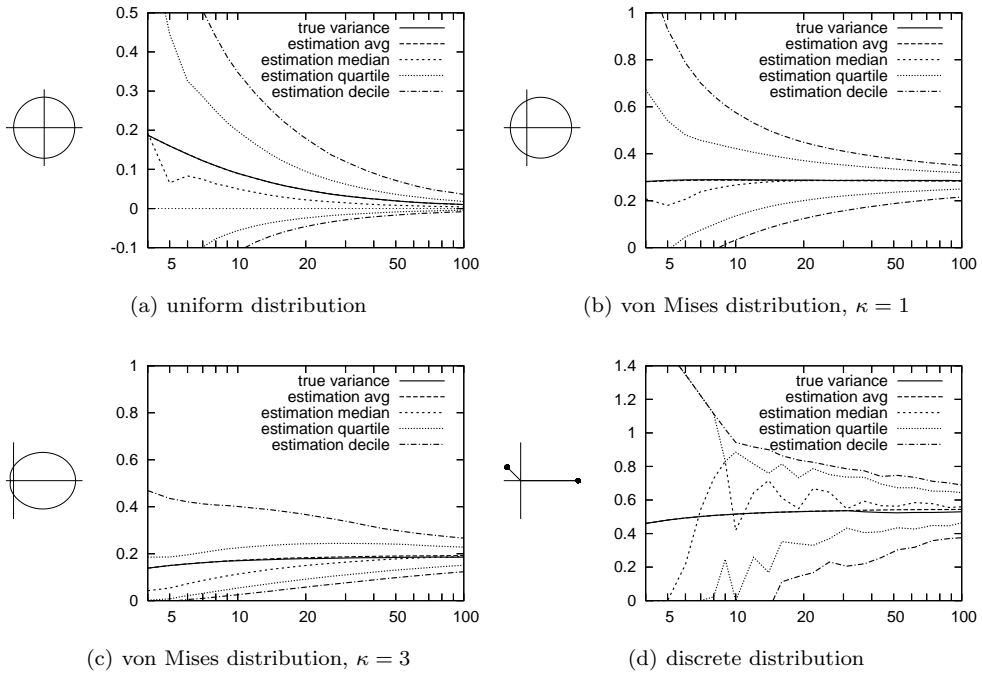 0.5
0.4
0.3
0.2
0.1
0
-0.1
true variance
estimation avg
estimation median
estimation quartile
estimation decile
5 10 20 50 100
(a) uniform distribution
1
0.8
0.6
0.4
0.2
0
true variance
estimation avg
estimation median
estimation quartile
estimation decile
5 10 20 50 100
(b) von Mises distribution, κ = 1
1
0.8
0.6
0.4
0.2
0
true variance
estimation avg
estimation median
estimation quartile
estimation decile
5 10 20 50 100
(c) von Mises distribution, κ = 3
1.4
1.2
1
0.8
0.6
0.4
0.2
0
true variance
estimation avg
estimation median
estimation quartile
estimation decile
5 10 20 50 100
(d) discrete distribution